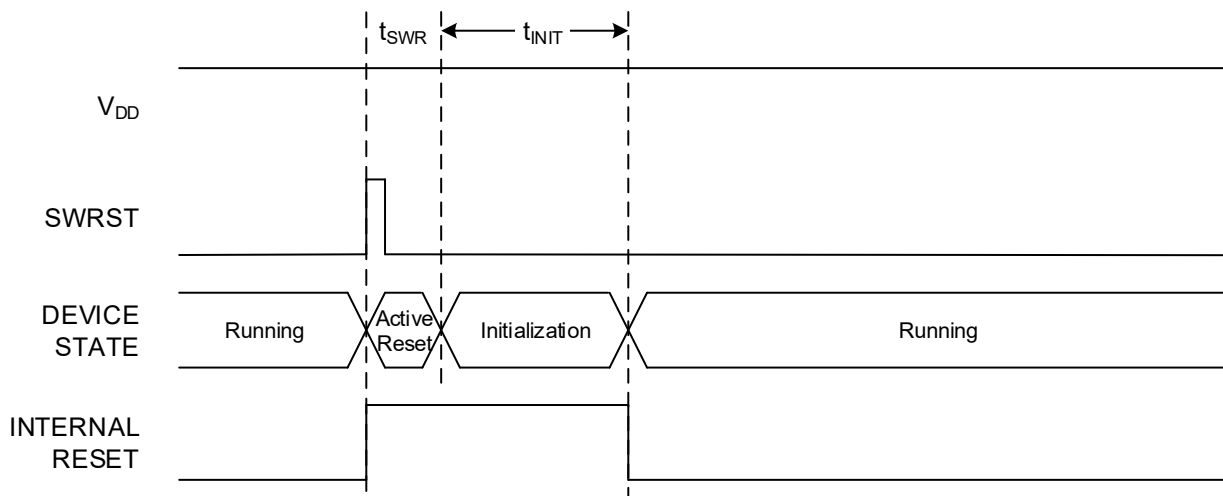 tSWR
tINIT
VDD
SWRST
DEVICE
STATE
Running
Active
Reset
Initialization
Running
INTERNAL
RESET